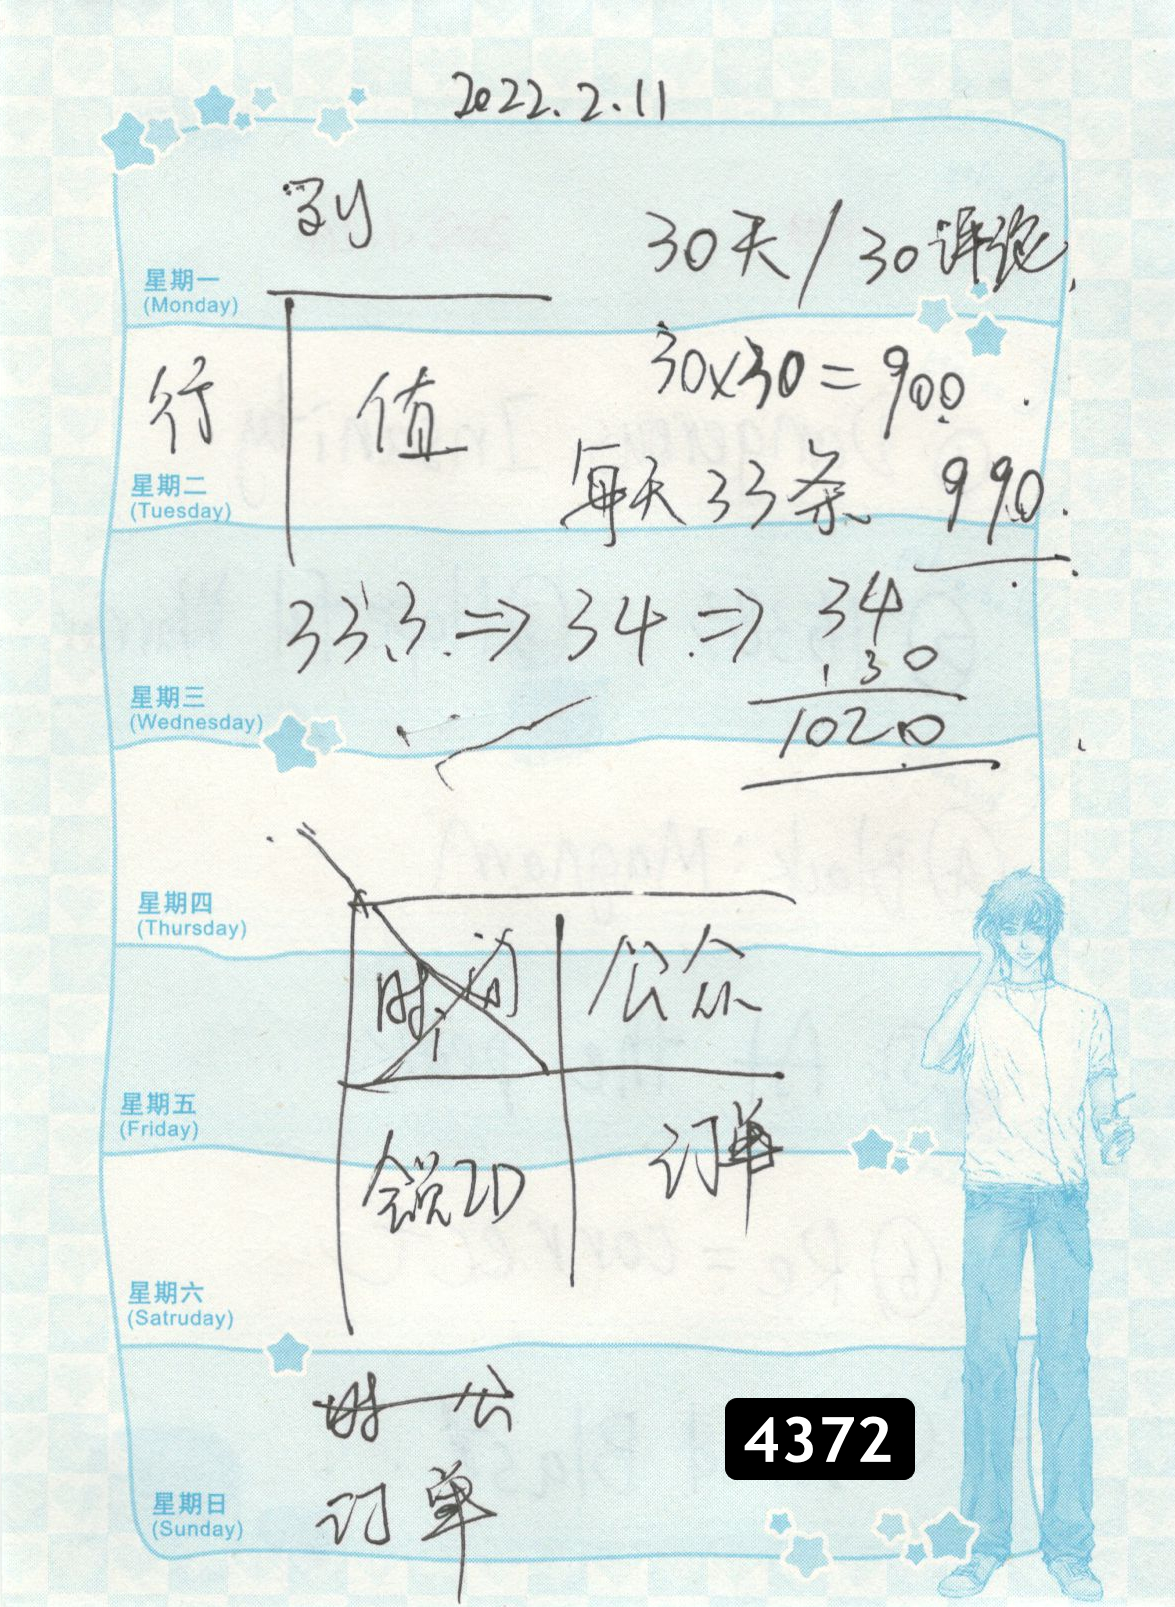 2022.2.11
列
30天/30评论
星期一
(Monday)
30x30=900
行
值
每天33条 990
星期二
(Tuesday)
33.3 ⇒ 34 ⇒ 34
30
1020
星期三
(Wednesday)
星期四
(Thursday)
时间 公众
星期五
(Friday)
订单
会说ID
星期六
(Satruday)
时 公
4372
订单
星期日
(Sunday)